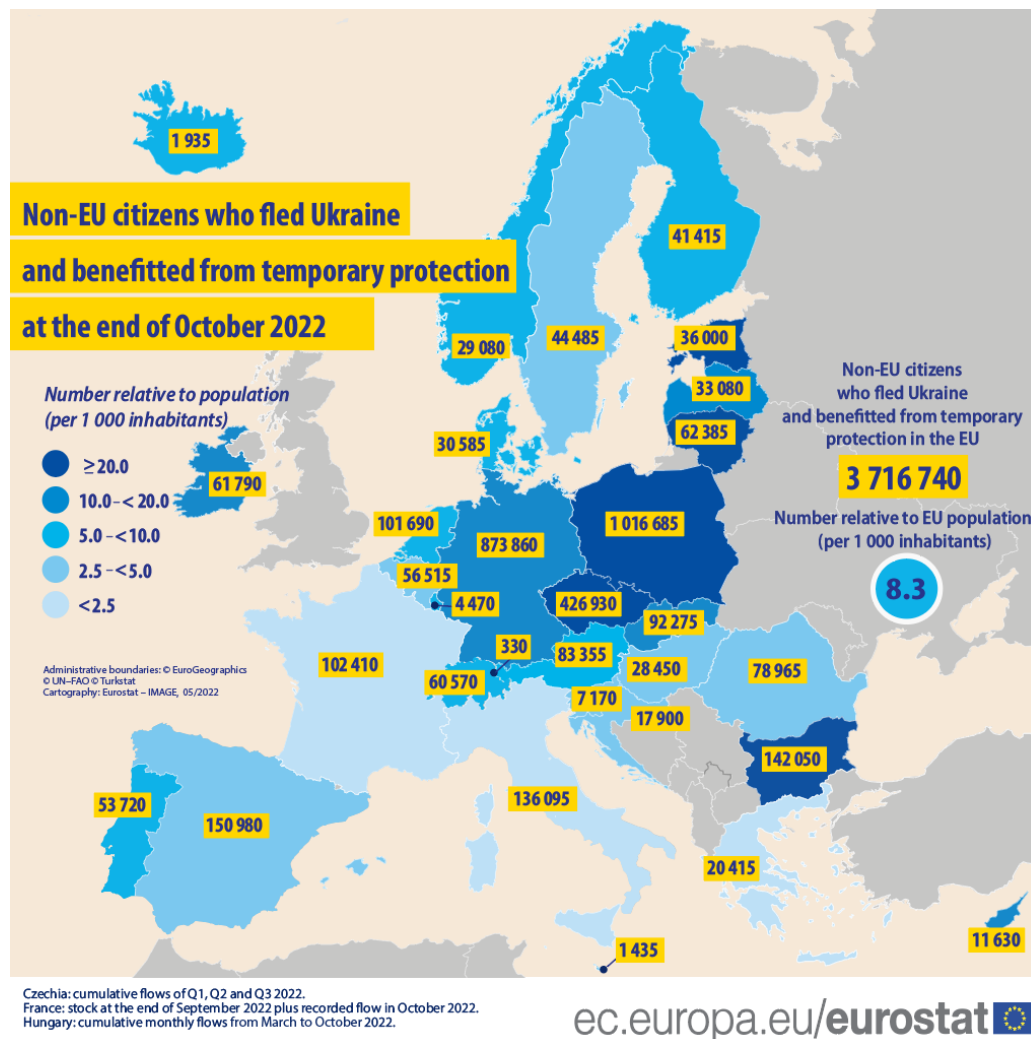 1 935
Non-EU citizens who fled Ukraine
and benefitted from temporary protection
at the end of October 2022
Number relative to population
(per 1 000 inhabitants)
≥20.0
10.0–<20.0
5.0–<10.0
2.5–<5.0
<2.5
Administrative boundaries: © EuroGeographics
© UN–FAO © Turkstat
Cartography: Eurostat – IMAGE, 05/2022
41 415
29 080
44 485
36 000
33 080
62 385
30 585
61 790
101 690
873 860
1 016 685
56 515
4 470
426 930
92 275
330
83 355
102 410
60 570
28 450
78 965
7 170
17 900
142 050
53 720
150 980
136 095
20 415
1 435
11 630
Non-EU citizens
who fled Ukraine
and benefitted from temporary
protection in the EU
3 716 740
Number relative to EU population
(per 1 000 inhabitants)
8.3
Czechia: cumulative flows of Q1, Q2 and Q3 2022.
France: stock at the end of September 2022 plus recorded flow in October 2022.
Hungary: cumulative monthly flows from March to October 2022.
ec.europa.eu/eurostat